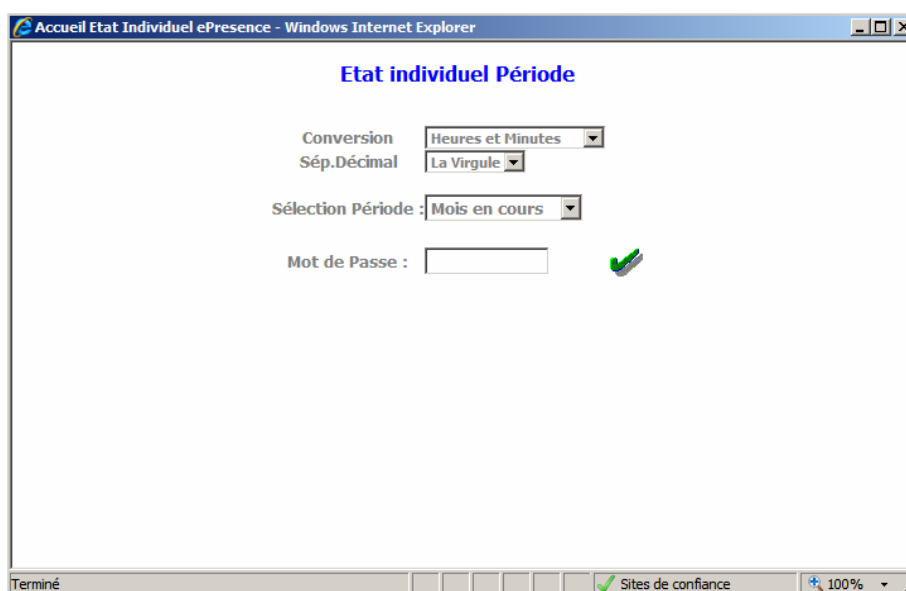 Accueil Etat Individuel ePresence - Windows Internet Explorer
Etat individuel Période
Conversion Heures et Minutes
Sép.Décimal La Virgule
Sélection Période : Mois en cours
Mot de Passe :
Terminé Sites de confiance 100%